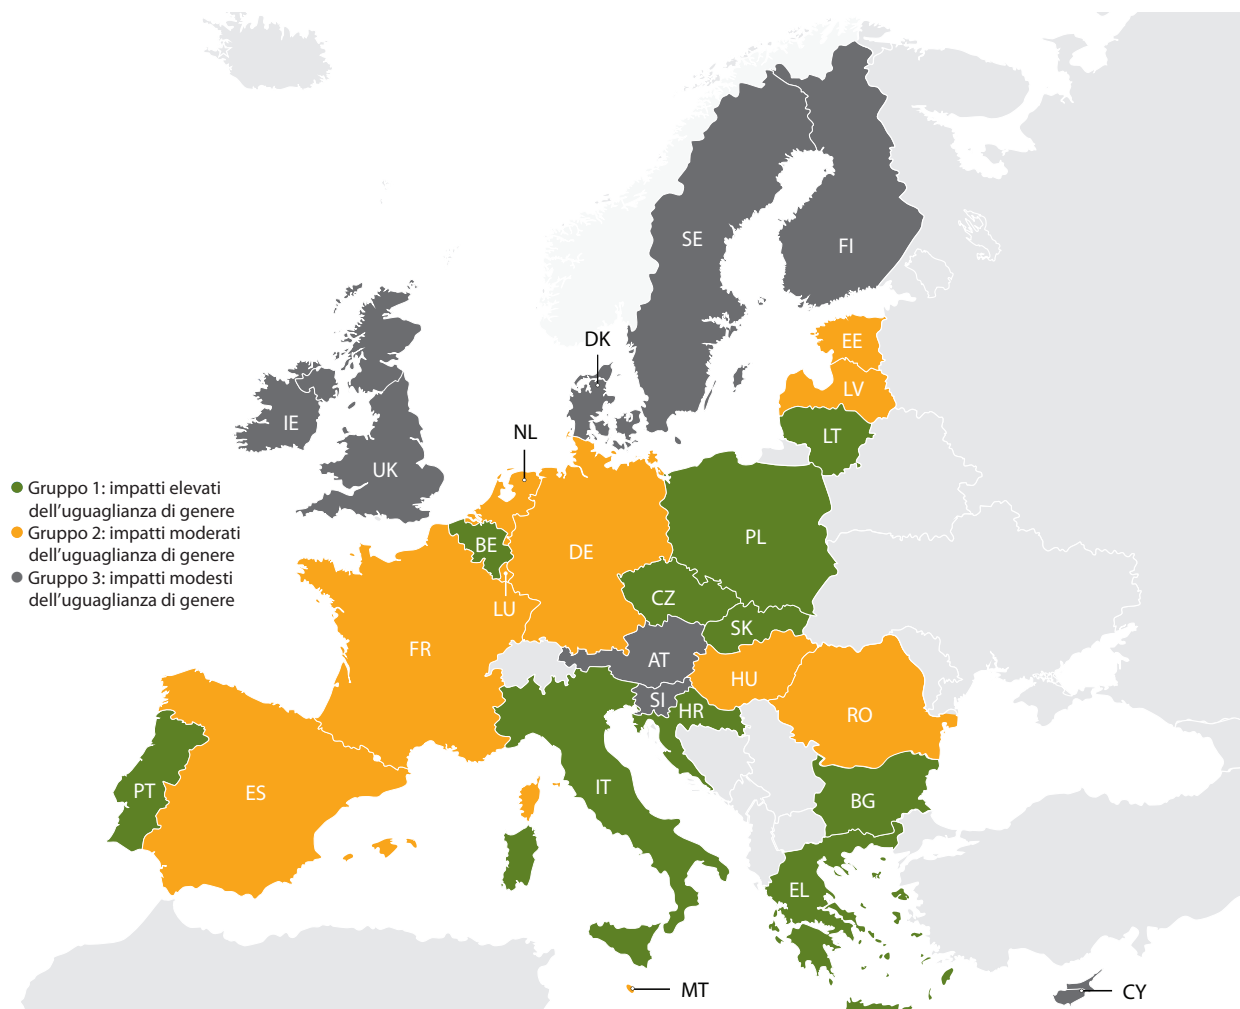 SE
FI
DK
EE
LV
LT
IE
NL
UK
Gruppo 1: impatti elevati
dell'uguaglianza di genere
Gruppo 2: impatti moderati
dell'uguaglianza di genere
Gruppo 3: impatti modesti
dell'uguaglianza di genere
BE
DE
PL
CZ
LU
SK
FR
AT
HU
SI
HR
RO
PT
ES
IT
BG
EL
MT
CY